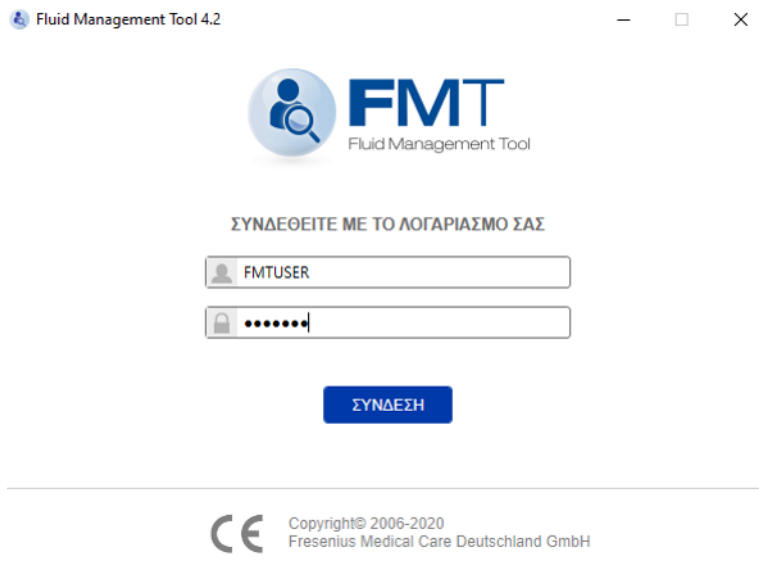 Fluid Management Tool 4.2
FMT
Fluid Management Tool
ΣΥΝΔΕΘΕΙΤΕ ΜΕ ΤΟ ΛΟΓΑΡΙΑΣΜΟ ΣΑΣ
FMTUSER
•••••••
ΣΥΝΔΕΣΗ
CE
Copyright© 2006-2020
Fresenius Medical Care Deutschland GmbH